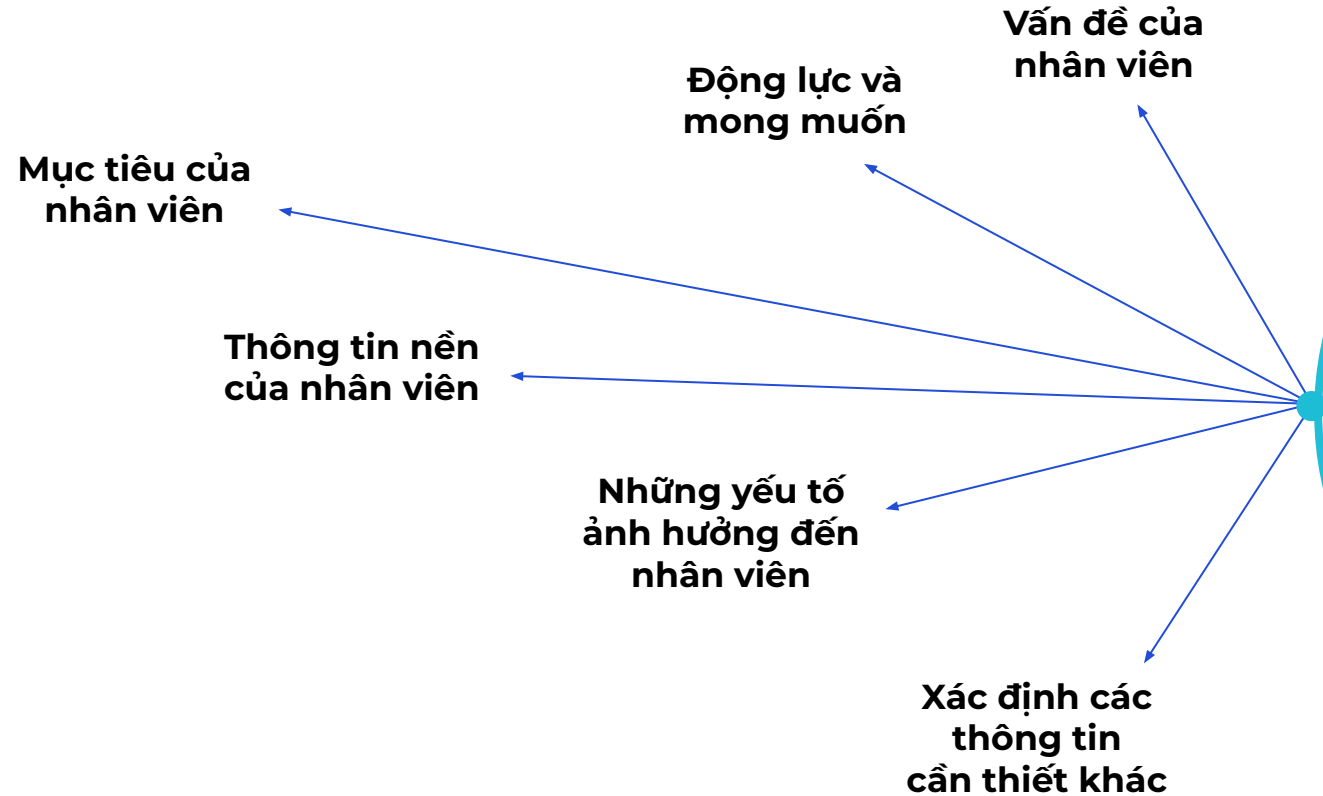 Vấn đề của
nhân viên
Động lực và
mong muốn
Mục tiêu của
nhân viên
Thông tin nền
của nhân viên
Những yếu tố
ảnh hưởng đến
nhân viên
Xác định các
thông tin
cần thiết khác